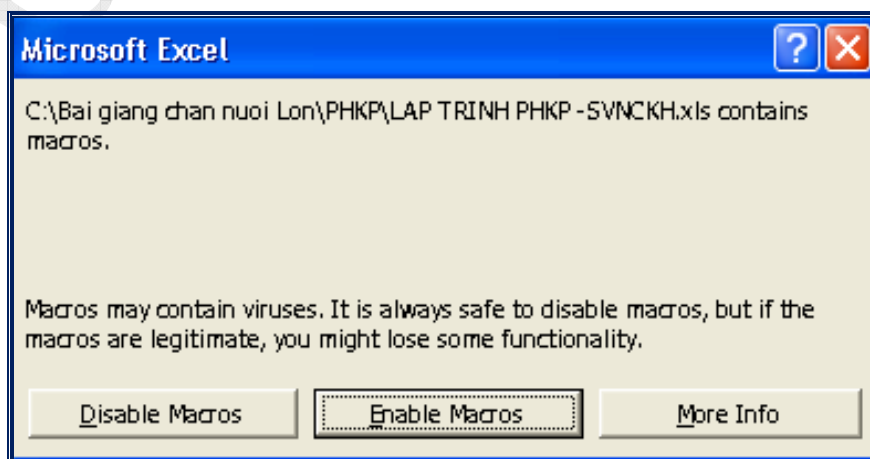 Microsoft Excel
C:\Bai giang chan nuoi Lon\PHKP\LAP TRINH PHKP -SVNCKH.xls contains
macros.
Macros may contain viruses. It is always safe to disable macros, but if the
macros are legitimate, you might lose some functionality.
Disable Macros Enable Macros More Info